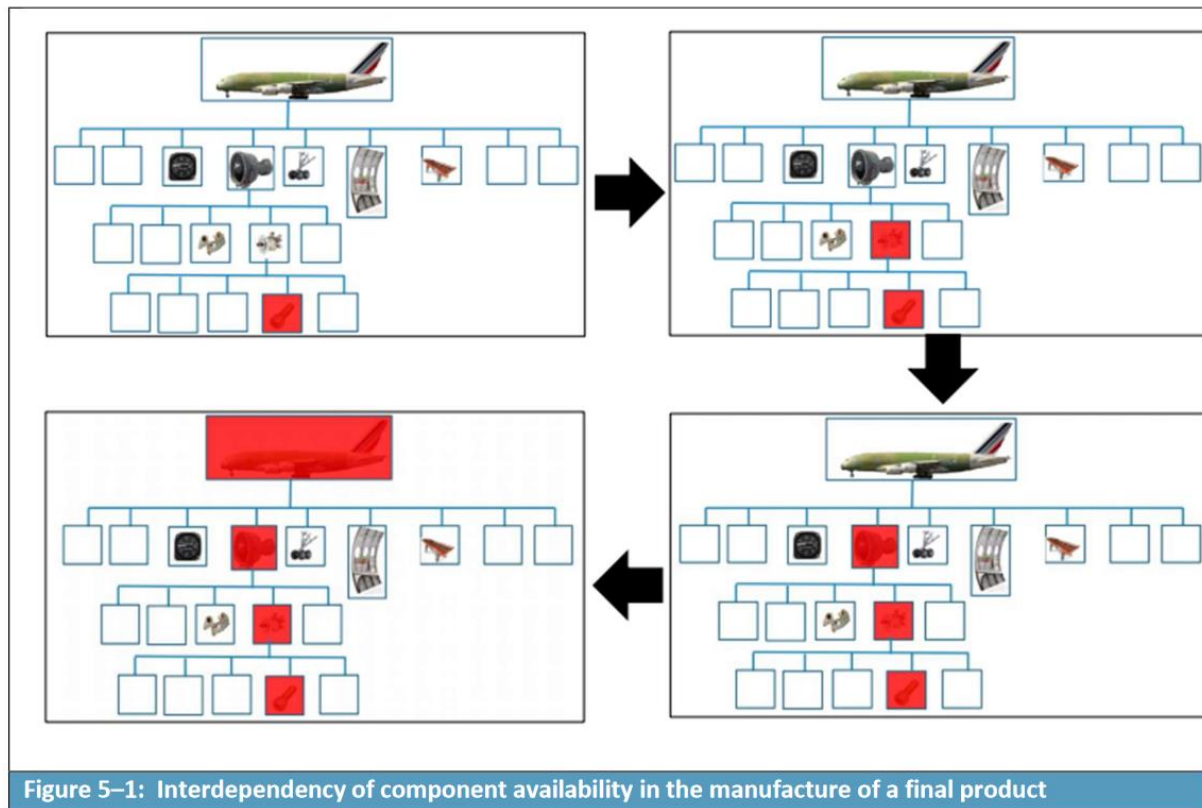 Figure 5–1: Interdependency of component availability in the manufacture of a final product